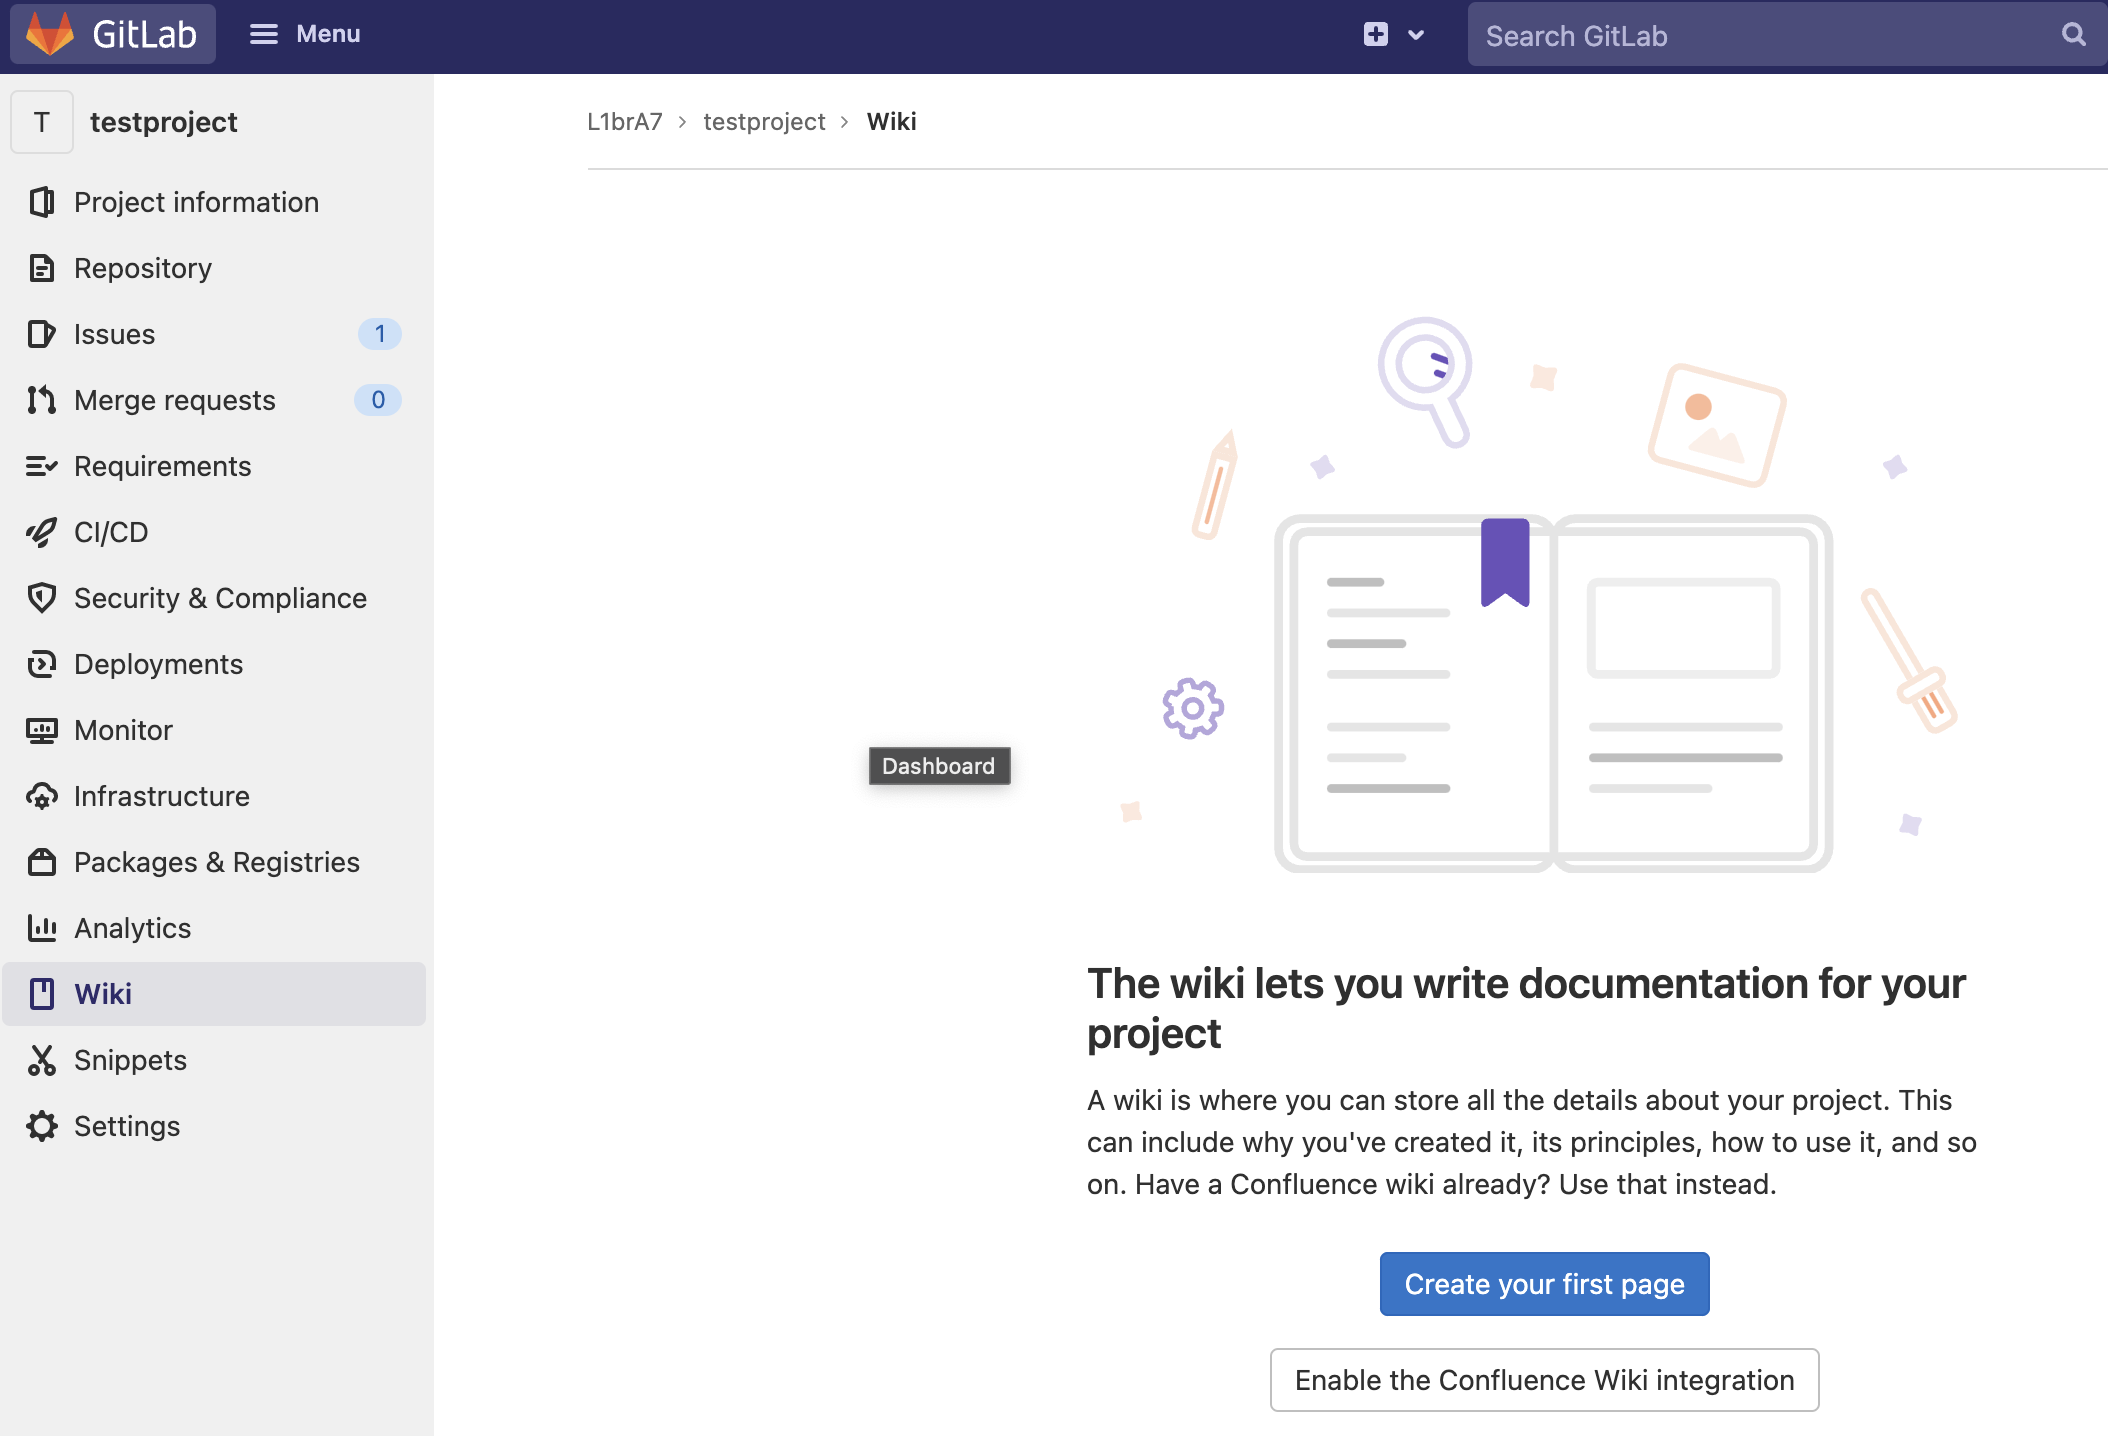 GitLab
Menu
Search GitLab
T
testproject
L1brA7 > testproject > Wiki
Project information
Repository
Issues 1
Merge requests 0
Requirements
CI/CD
Security & Compliance
Deployments
Monitor
Infrastructure
Packages & Registries
Analytics
Wiki
Snippets
Settings
Dashboard
The wiki lets you write documentation for your
project
A wiki is where you can store all the details about your project. This
can include why you've created it, its principles, how to use it, and so
on. Have a Confluence wiki already? Use that instead.
Create your first page
Enable the Confluence Wiki integration